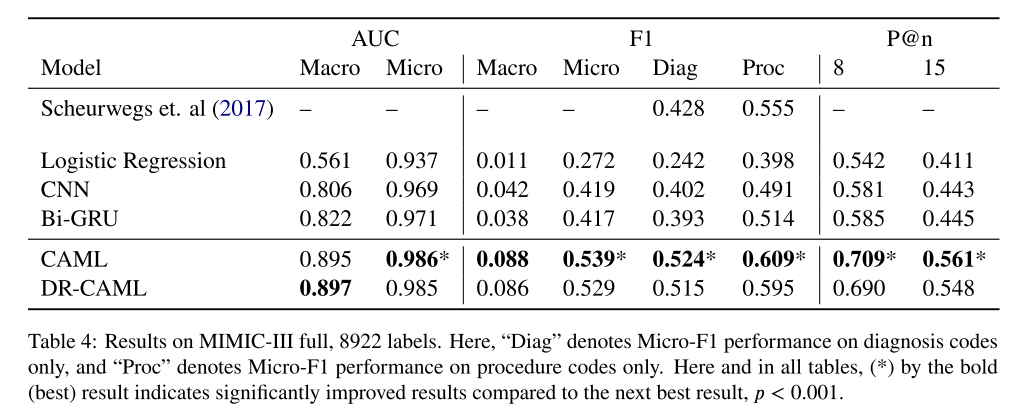 AUC F1 P@n
Model Macro Micro Macro Micro Diag Proc 8 15
Scheurwegs et. al (2017) – – – – 0.428 0.555 – –
Logistic Regression 0.561 0.937 0.011 0.272 0.242 0.398 0.542 0.411
CNN 0.806 0.969 0.042 0.419 0.402 0.491 0.581 0.443
Bi-GRU 0.822 0.971 0.038 0.417 0.393 0.514 0.585 0.445
CAML 0.895 0.986* 0.088 0.539* 0.524* 0.609* 0.709* 0.561*
DR-CAML 0.897 0.985 0.086 0.529 0.515 0.595 0.690 0.548
Table 4: Results on MIMIC-III full, 8922 labels. Here, “Diag” denotes Micro-F1 performance on diagnosis codes
only, and “Proc” denotes Micro-F1 performance on procedure codes only. Here and in all tables, (*) by the bold
(best) result indicates significantly improved results compared to the next best result, p < 0.001.